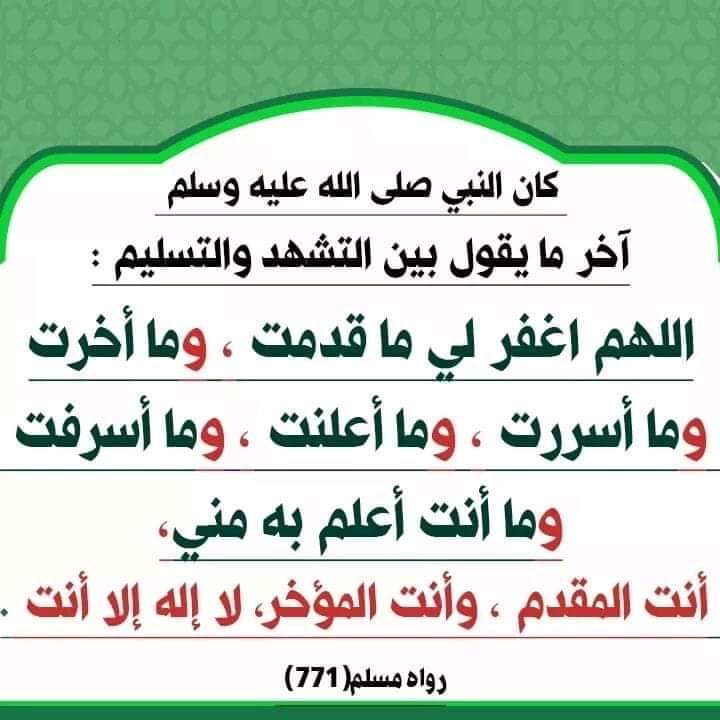 كان النبي صلى الله عليه وسلم
آخر ما يقول بين التشهد والتسليم :
اللهم اغفر لي ما قدمت ، وما أخرت
وما أسررت ، وما أعلنت ، وما أسرفت
وما أنت أعلم به مني،
أنت المقدم ، وأنت المؤخر، لا إله إلا أنت .
رواه مسلم(771)